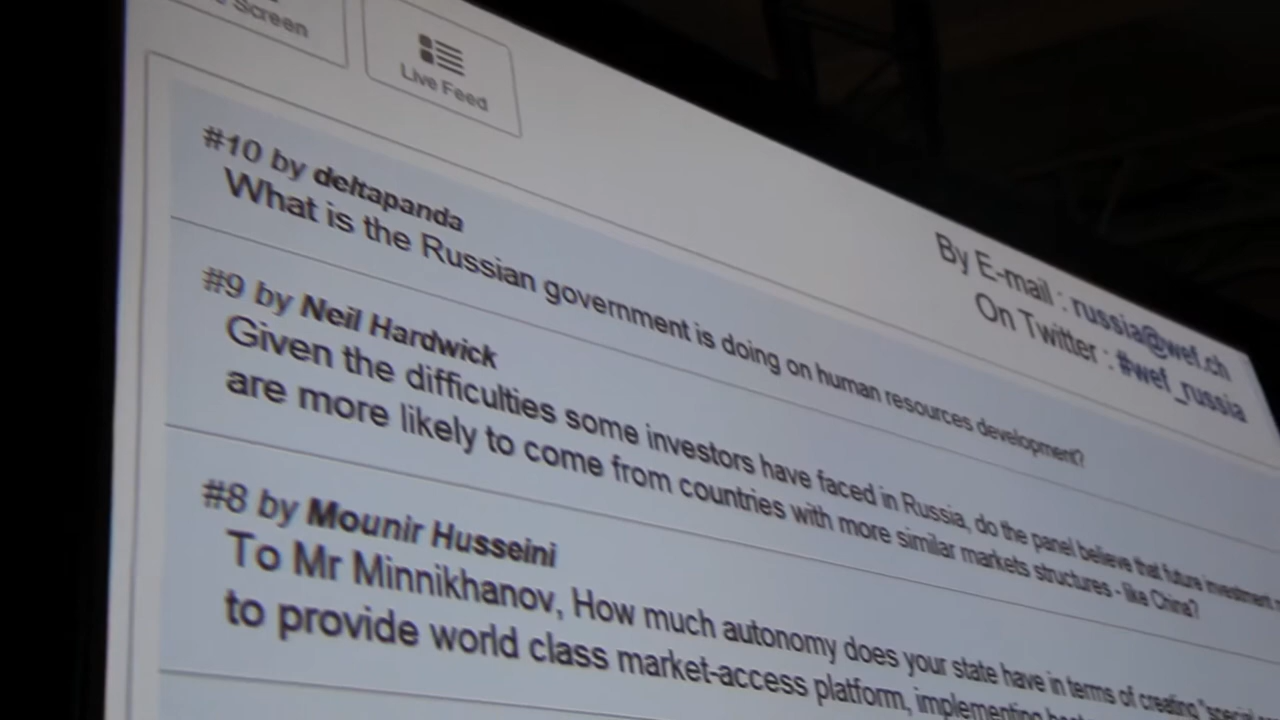 Screen
Live Feed
By E-mail : russia@wef.ch
On Twitter : #wef_russia
#10 by deltapanda
What is the Russian government is doing on human resources development?
#9 by Neil Hardwick
Given the difficulties some investors have faced in Russia, do the panel believe that future investment
are more likely to come from countries with more similar markets structures - like China?
#8 by Mounir Husseini
To Mr Minnikhanov, How much autonomy does your state have in terms of creating "special
to provide world class market-access platform, implementing